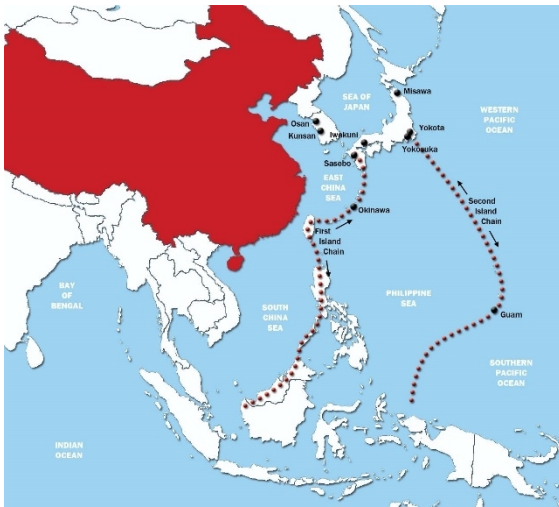 Misawa
SEA OF
JAPAN
WESTERN
PACIFIC
OCEAN
Osan
Kunsan
Iwakuni
Yokota
Yokosuka
Sasebo
EAST
CHINA
SEA
Okinawa
Second
Island
Chain
First
Island
Chain
BAY
OF
BENGAL
SOUTH
CHINA
SEA
PHILIPPINE
SEA
Guam
SOUTHERN
PACIFIC
OCEAN
INDIAN
OCEAN